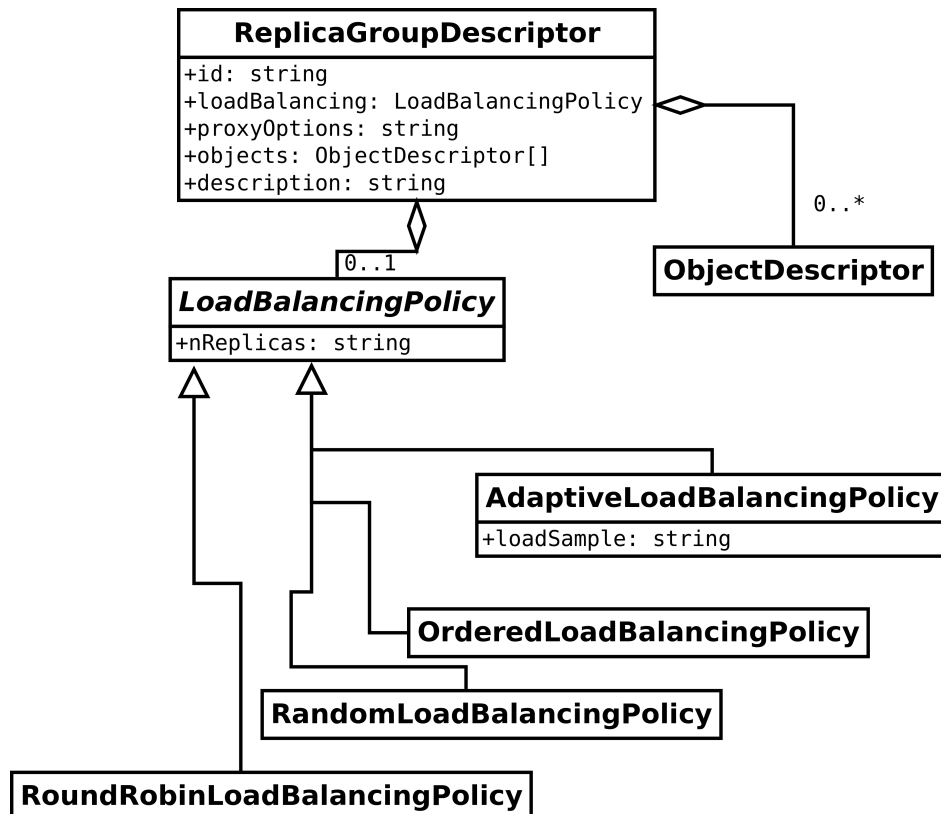 ReplicaGroupDescriptor
+id: string
+loadBalancing: LoadBalancingPolicy
+proxyOptions: string
+objects: ObjectDescriptor[]
+description: string
0..*
0..1
ObjectDescriptor
LoadBalancingPolicy
+nReplicas: string
AdaptiveLoadBalancingPolicy
+loadSample: string
OrderedLoadBalancingPolicy
RandomLoadBalancingPolicy
RoundRobinLoadBalancingPolicy